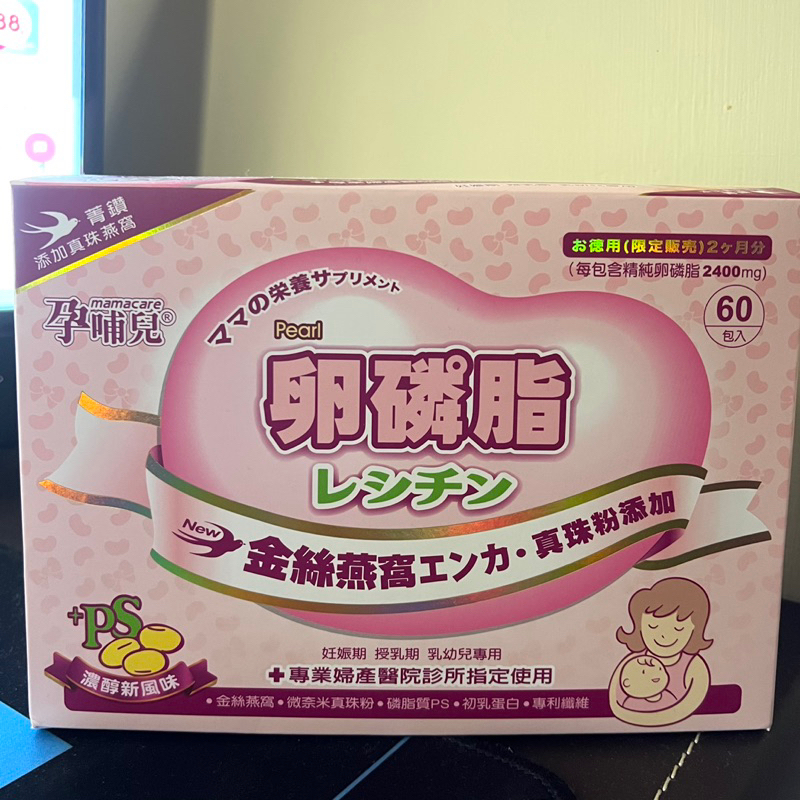 88
菁鑽
添加真珠燕窩
mamacare
孕哺兒®
お徳用(限定販売)2ヶ月分
(每包含精純卵磷脂2400mg)
60
包入
ママの栄養サプリメント
Pearl
卵磷脂
レシチン
New
金絲燕窩エンカ・真珠粉添加
+PS
濃醇新風味
妊娠期 授乳期 乳幼兒專用
+專業婦產醫院診所指定使用
•金絲燕窩•微奈米真珠粉•磷脂質PS•初乳蛋白•專利纖維